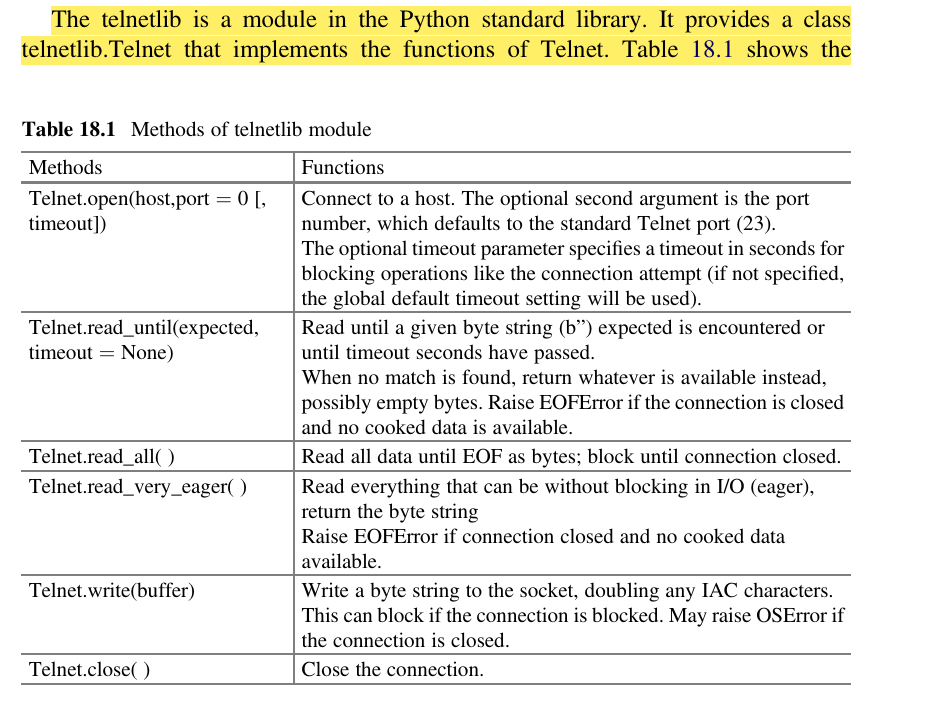 The telnetlib is a module in the Python standard library. It provides a class
telnetlib.Telnet that implements the functions of Telnet. Table 18.1 shows the
Table 18.1 Methods of telnetlib module
Methods
Functions
Telnet.open(host,port = 0 [,
timeout])
Connect to a host. The optional second argument is the port
number, which defaults to the standard Telnet port (23).
The optional timeout parameter specifies a timeout in seconds for
blocking operations like the connection attempt (if not specified,
the global default timeout setting will be used).
Telnet.read_until(expected,
timeout = None)
Read until a given byte string (b”) expected is encountered or
until timeout seconds have passed.
When no match is found, return whatever is available instead,
possibly empty bytes. Raise EOFError if the connection is closed
and no cooked data is available.
Telnet.read_all( )
Read all data until EOF as bytes; block until connection closed.
Telnet.read_very_eager( )
Read everything that can be without blocking in I/O (eager),
return the byte string
Raise EOFError if connection closed and no cooked data
available.
Telnet.write(buffer)
Write a byte string to the socket, doubling any IAC characters.
This can block if the connection is blocked. May raise OSError if
the connection is closed.
Telnet.close( )
Close the connection.